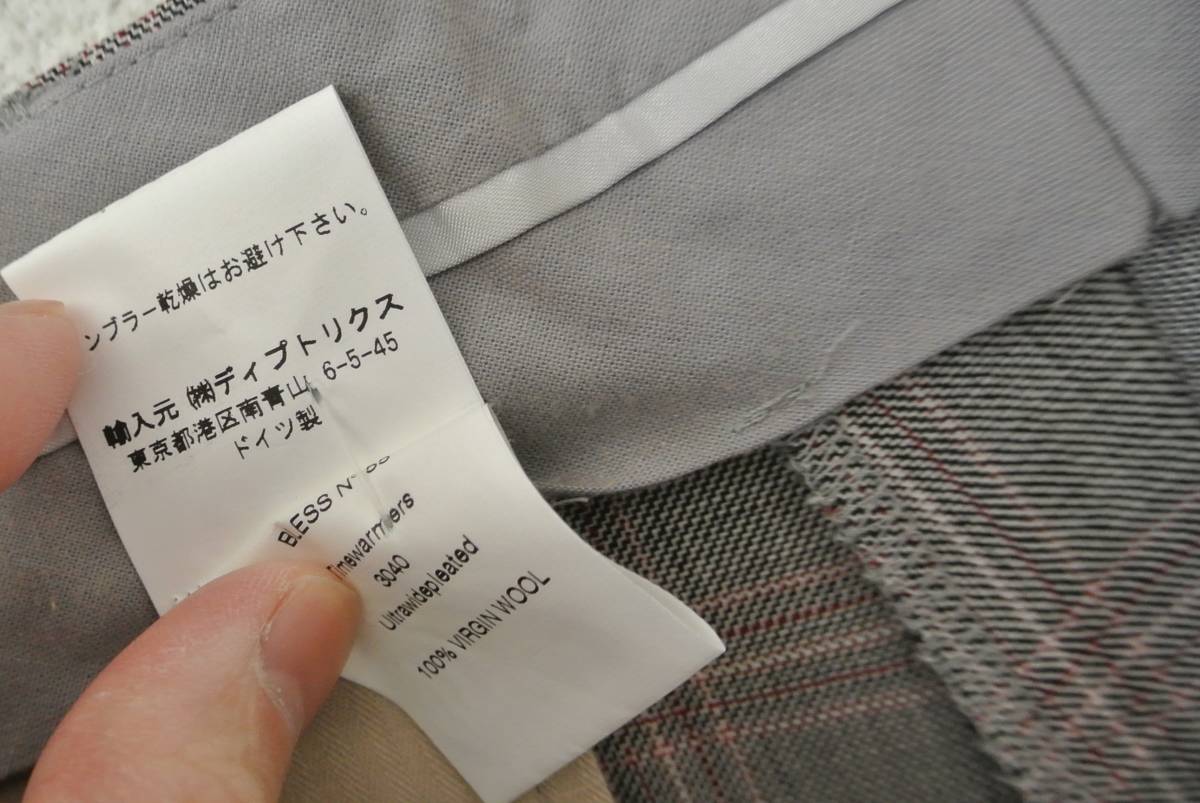 ンブラー乾燥はお避け下さい。
輸入元 ㈱ディプトリクス
東京都港区南青山 6-5-45
ドイツ製
BLESS N°
Timewarmers
3040
Ultrawidepleated
100% VIRGIN WOOL